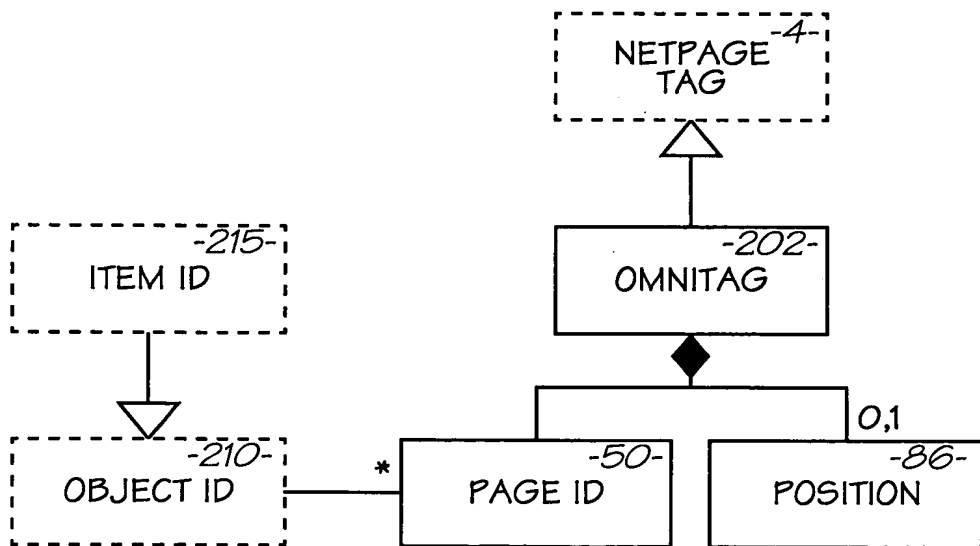 -4-
NETPAGE
TAG
-215-
ITEM ID
-202-
OMNITAG
0,1
-210-
OBJECT ID
*
-50-
PAGE ID
-86-
POSITION